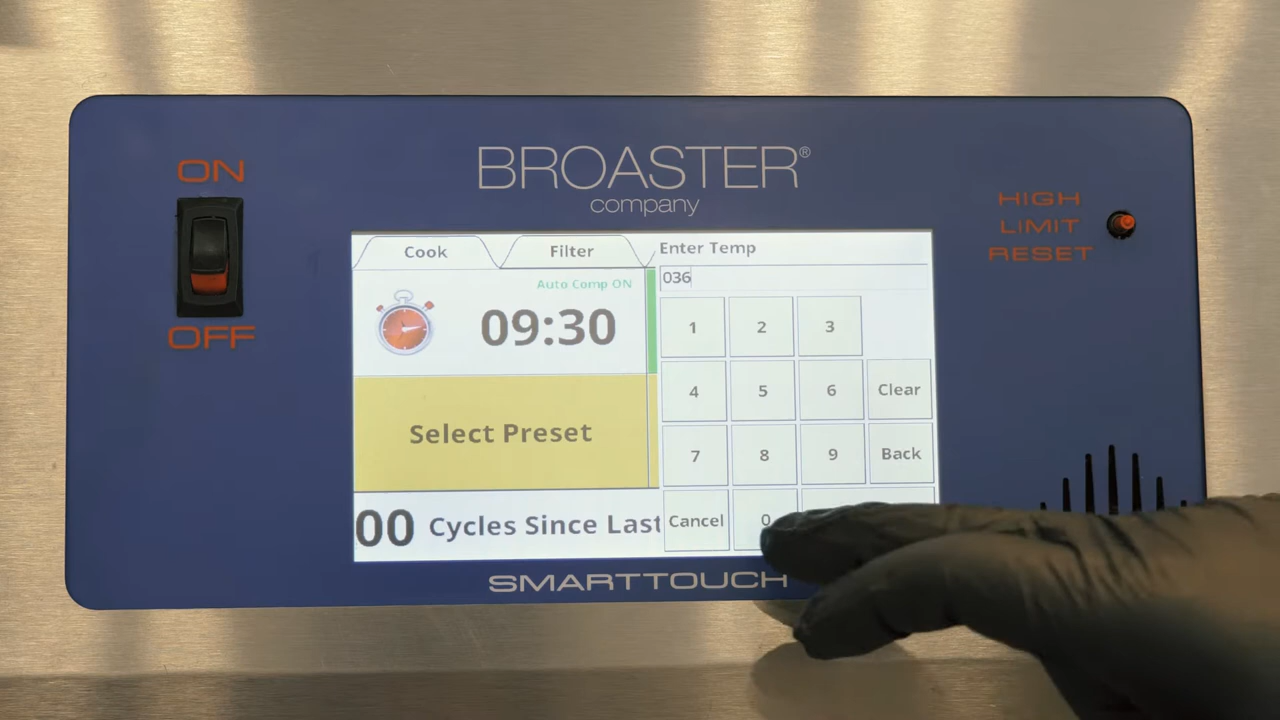 ON
OFF
BROASTER®
company
HIGH
LIMIT
RESET
Cook
Filter
Enter Temp
036
Auto Comp ON
09:30
Select Preset
00 Cycles Since Last
1 2 3
4 5 6 Clear
7 8 9 Back
Cancel 0
SMARTTOUCH